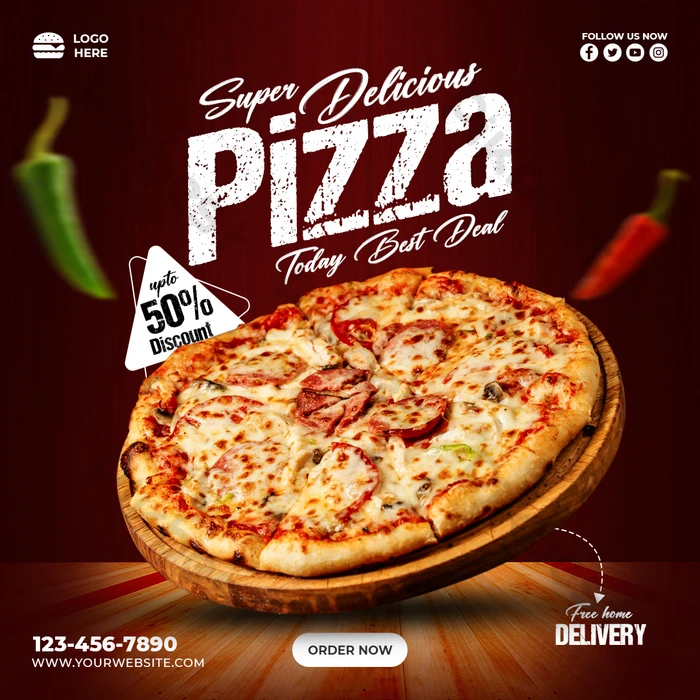 LOGO
HERE
FOLLOW US NOW
Super Delicious
Pizza
Today Best Deal
upto
50%
Discount
Free home
DELIVERY
123-456-7890
WWW.YOURWEBSITE.COM
ORDER NOW